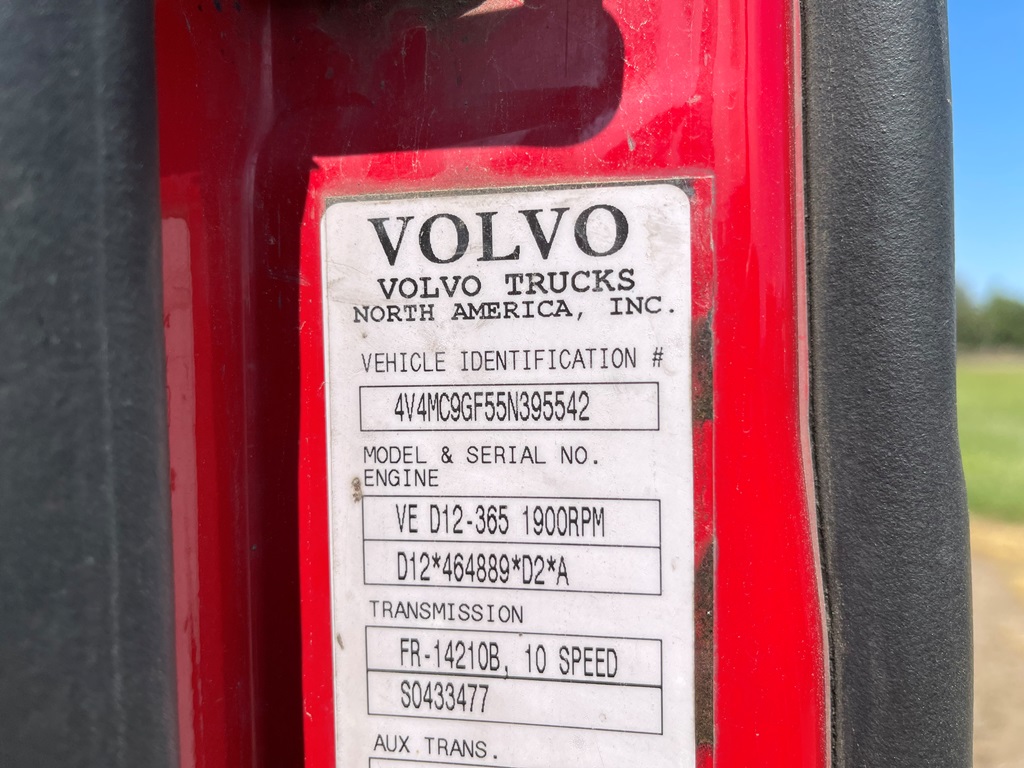 VOLVO
VOLVO TRUCKS
NORTH AMERICA, INC.
VEHICLE IDENTIFICATION #
4V4MC9GF55N395542
MODEL & SERIAL NO.
ENGINE
VE D12-365 1900RPM
D12*464889*D2*A
TRANSMISSION
FR-14210B, 10 SPEED
S0433477
AUX.TRANS.